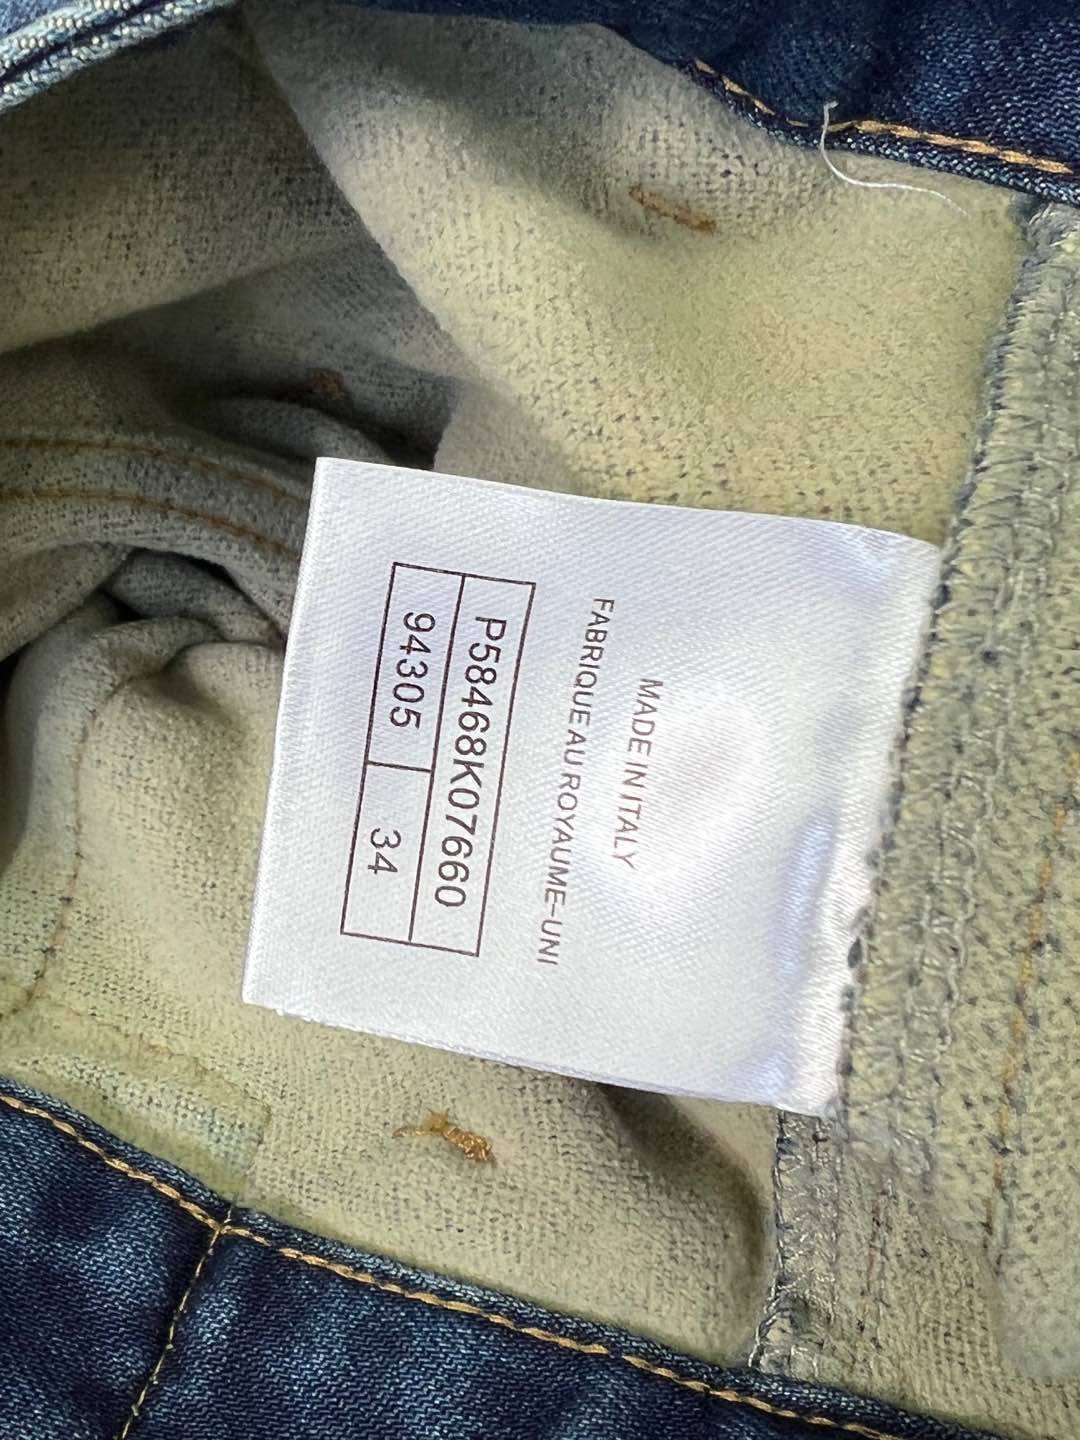 MADE IN ITALY
FABRIQUE AU ROYAUME-UNI
P58468K07660
94305 34